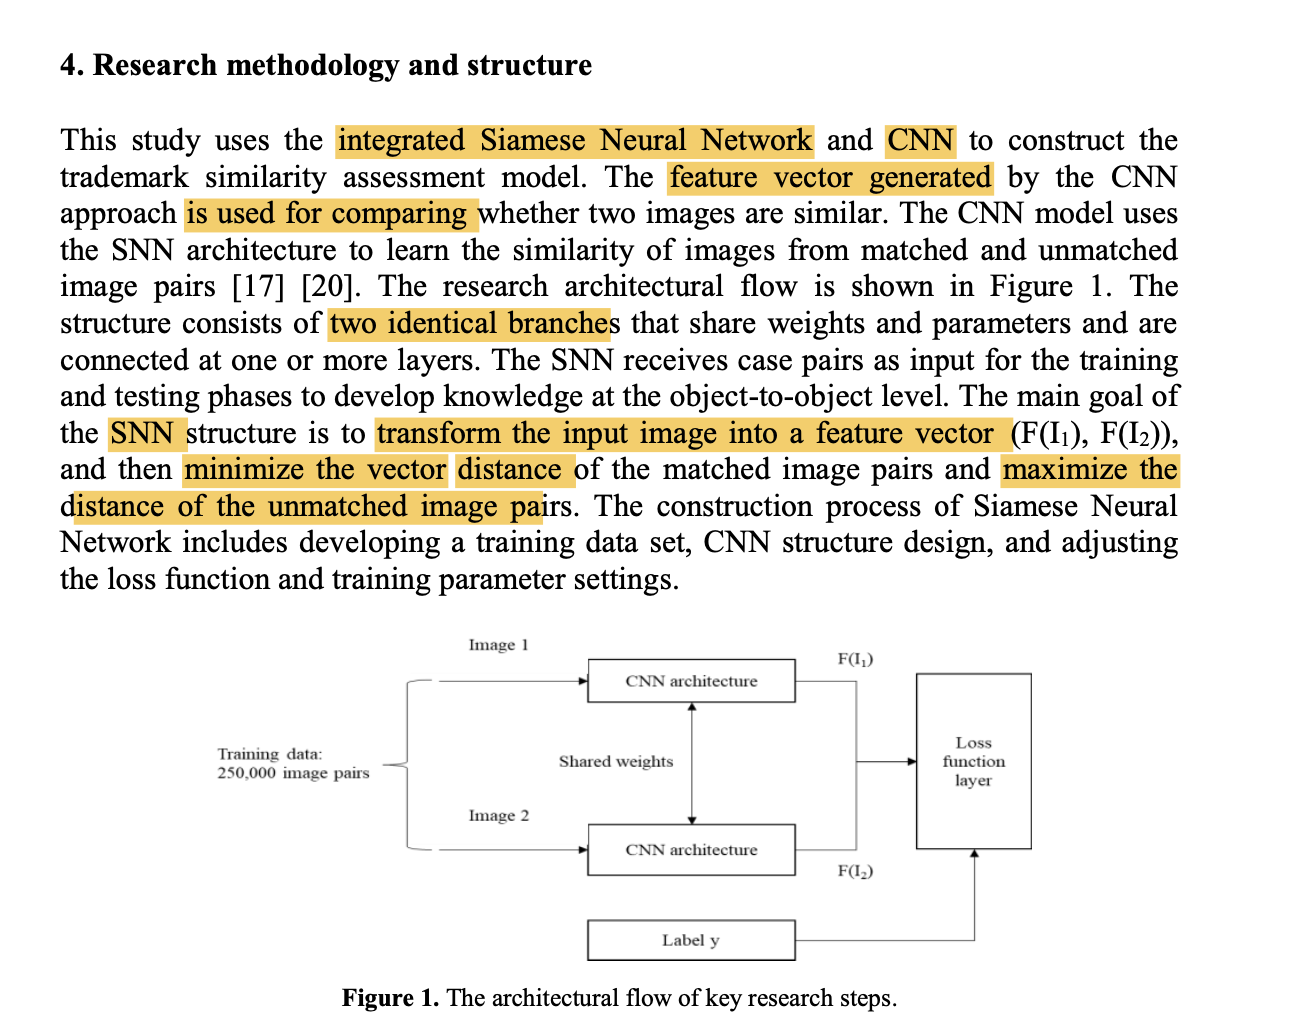 4. Research methodology and structure
This study uses the integrated Siamese Neural Network and CNN to construct the
trademark similarity assessment model. The feature vector generated by the CNN
approach is used for comparing whether two images are similar. The CNN model uses
the SNN architecture to learn the similarity of images from matched and unmatched
image pairs [17] [20]. The research architectural flow is shown in Figure 1. The
structure consists of two identical branches that share weights and parameters and are
connected at one or more layers. The SNN receives case pairs as input for the training
and testing phases to develop knowledge at the object-to-object level. The main goal of
the SNN structure is to transform the input image into a feature vector (F(I₁), F(I₂)),
and then minimize the vector distance of the matched image pairs and maximize the
distance of the unmatched image pairs. The construction process of Siamese Neural
Network includes developing a training data set, CNN structure design, and adjusting
the loss function and training parameter settings.
Image 1
F(I₁)
CNN architecture
Training data:
250,000 image pairs
Shared weights
Loss
function
layer
Image 2
CNN architecture
F(I₂)
Label y
Figure 1. The architectural flow of key research steps.